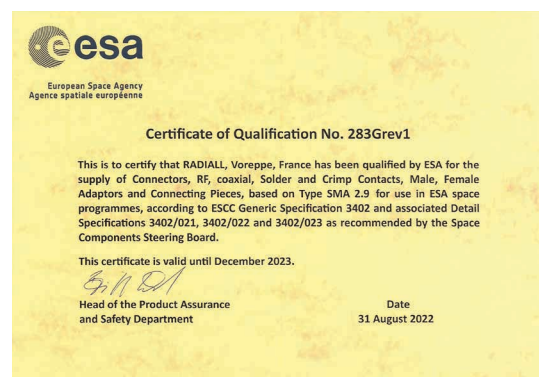 esa
European Space Agency
Agence spatiale européenne
Certificate of Qualification No. 283Grev1
This is to certify that RADIALL, Voreppe, France has been qualified by ESA for the
supply of Connectors, RF, coaxial, Solder and Crimp Contacts, Male, Female
Adaptors and Connecting Pieces, based on Type SMA 2.9 for use in ESA space
programmes, according to ESCC Generic Specification 3402 and associated Detail
Specifications 3402/021, 3402/022 and 3402/023 as recommended by the Space
Components Steering Board.
This certificate is valid until December 2023.
Head of the Product Assurance
and Safety Department
Date
31 August 2022